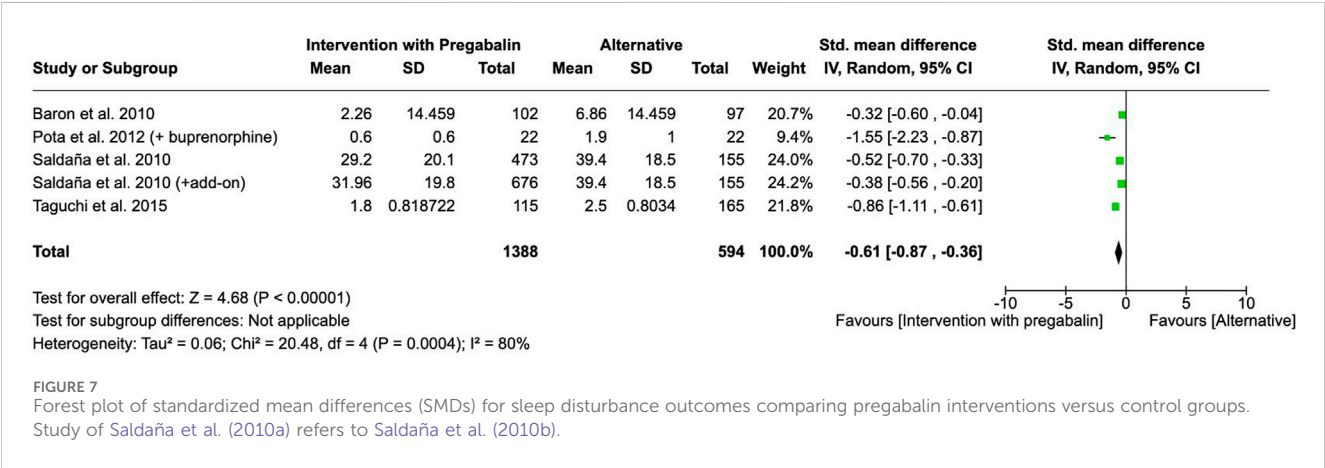 Intervention with Pregabalin Alternative Std. mean difference Std. mean difference
Study or Subgroup Mean SD Total Mean SD Total Weight IV, Random, 95% CI IV, Random, 95% CI
Baron et al. 2010 2.26 14.459 102 6.86 14.459 97 20.7% -0.32 [-0.60 , -0.04]
Pota et al. 2012 (+ buprenorphine) 0.6 0.6 22 1.9 1 22 9.4% -1.55 [-2.23 , -0.87]
Saldaña et al. 2010 29.2 20.1 473 39.4 18.5 155 24.0% -0.52 [-0.70 , -0.33]
Saldaña et al. 2010 (+add-on) 31.96 19.8 676 39.4 18.5 155 24.2% -0.38 [-0.56 , -0.20]
Taguchi et al. 2015 1.8 0.818722 115 2.5 0.8034 165 21.8% -0.86 [-1.11 , -0.61]
Total 1388 594 100.0% -0.61 [-0.87 , -0.36]
Test for overall effect: Z = 4.68 (P < 0.00001)
Test for subgroup differences: Not applicable
Heterogeneity: Tau² = 0.06; Chi² = 20.48, df = 4 (P = 0.0004); I² = 80%
-10 -5 0 5 10
Favours [Intervention with pregabalin] Favours [Alternative]
FIGURE 7
Forest plot of standardized mean differences (SMDs) for sleep disturbance outcomes comparing pregabalin interventions versus control groups.
Study of Saldaña et al. (2010a) refers to Saldaña et al. (2010b).